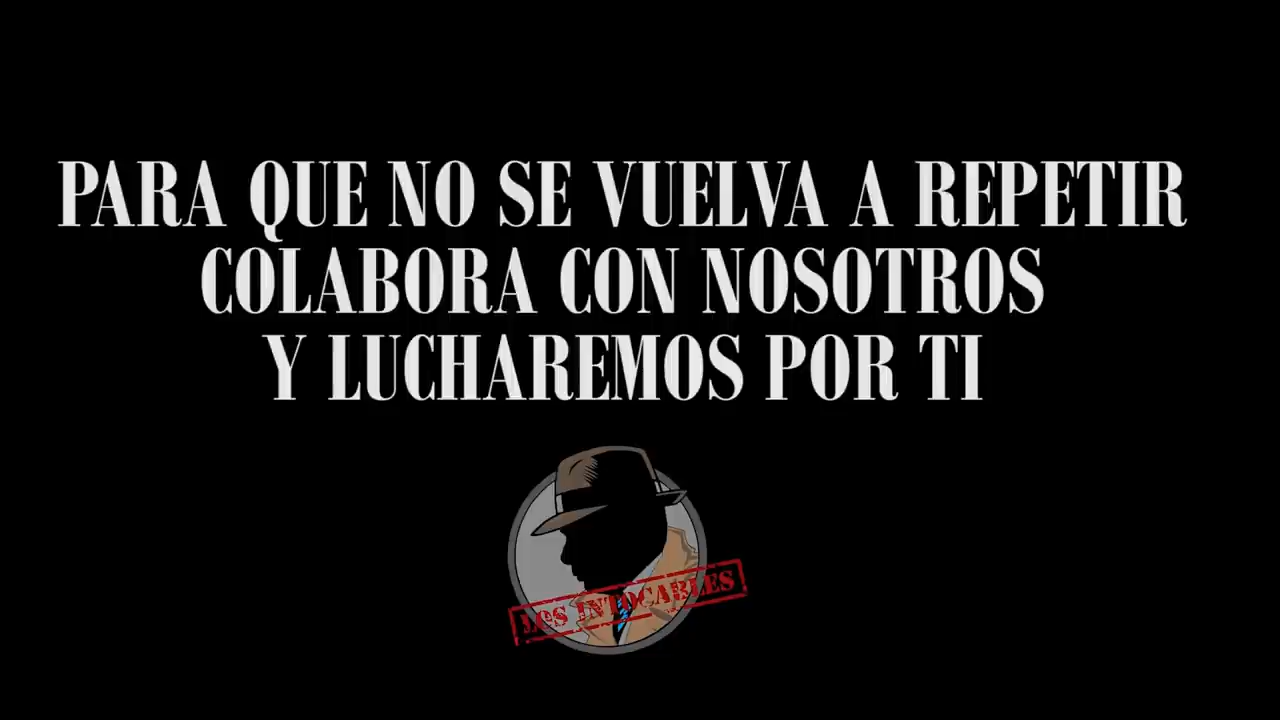 PARA QUE NO SE VUELVA A REPETIR
COLABORA CON NOSOTROS
Y LUCHAREMOS POR TI
LOS INTOCABLES